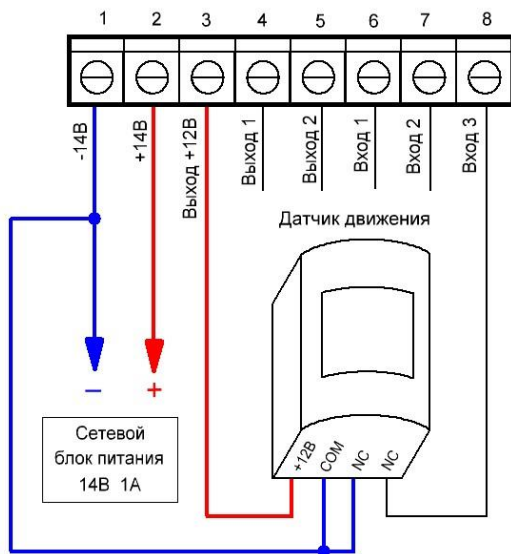 1 2 3 4 5 6 7 8
-14В
+14В
Выход +12В
Выход 1
Выход 2
Вход 1
Вход 2
Вход 3
Датчик движения
+12В
COM
NC
NC
–
+
Сетевой
блок питания
14В 1А